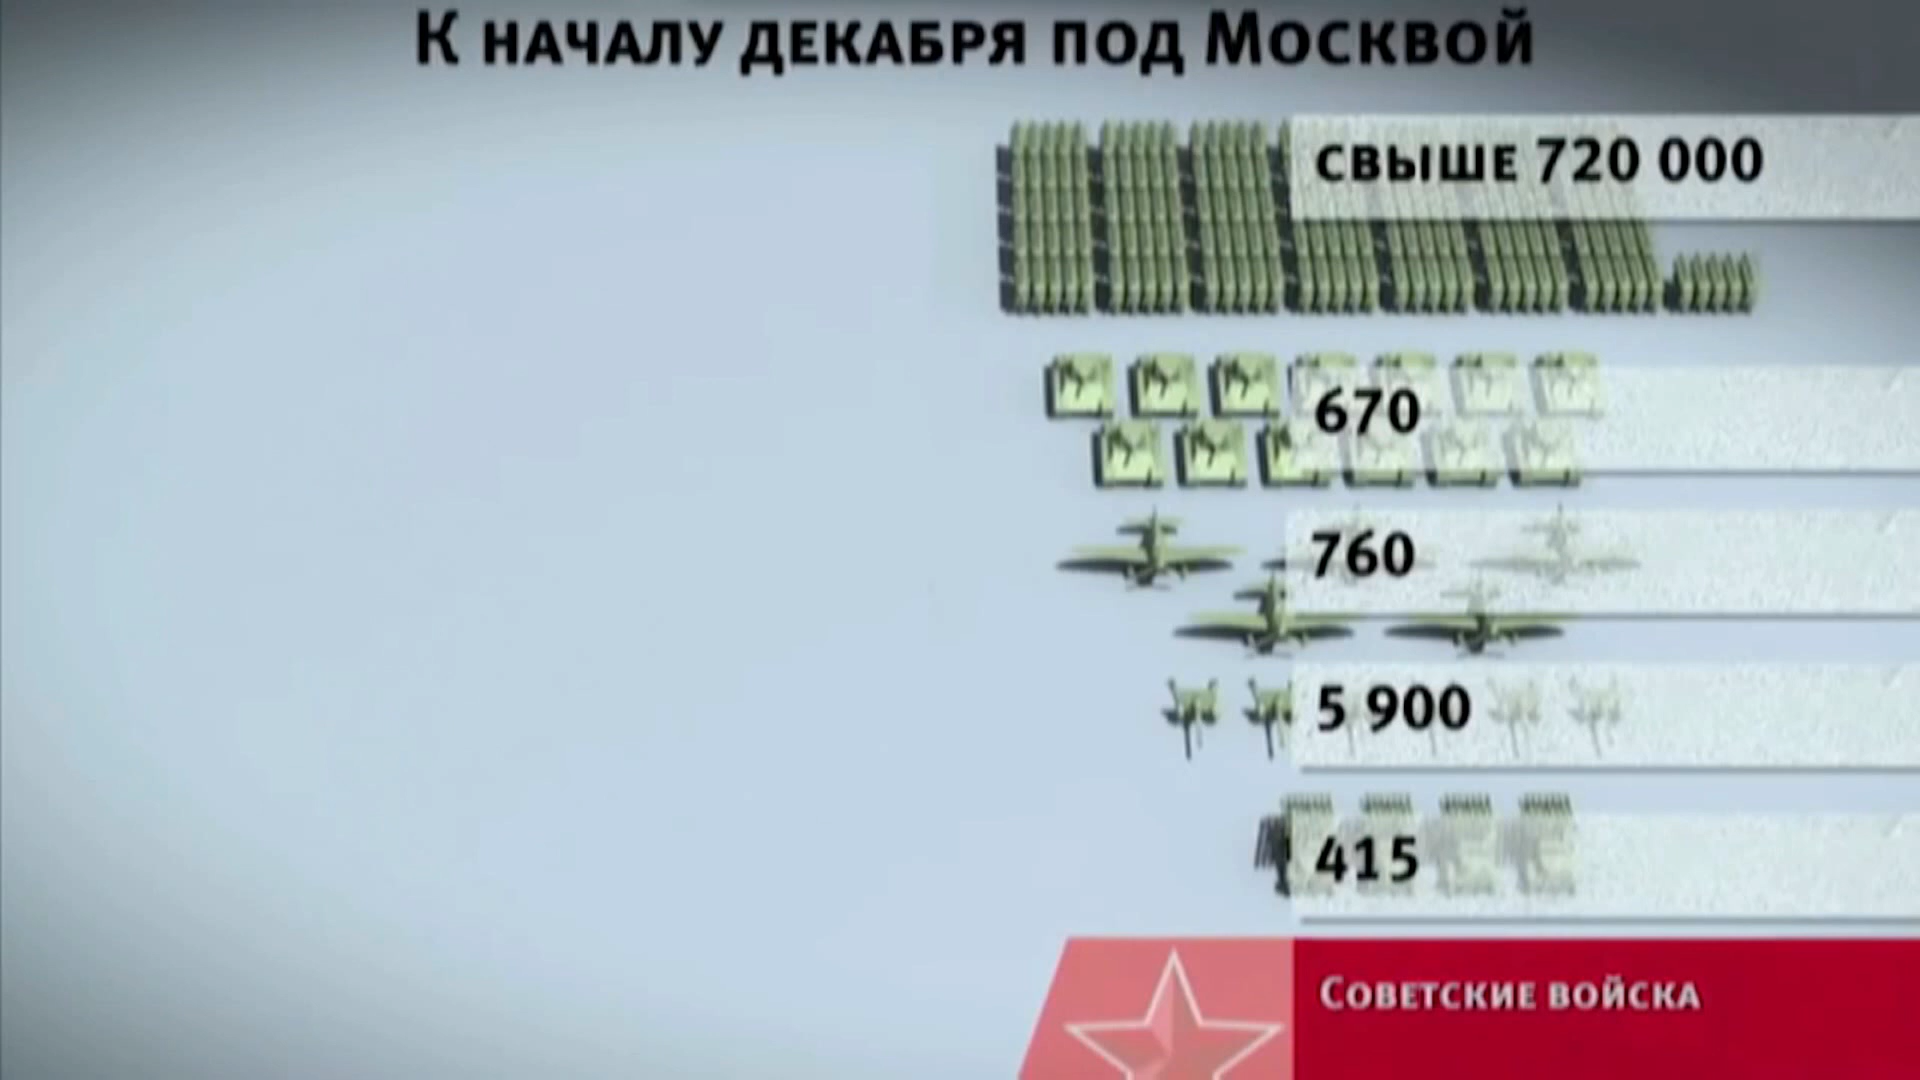 К началу декабря под Москвой
свыше 720 000
670
760
5 900
415
Советские войска